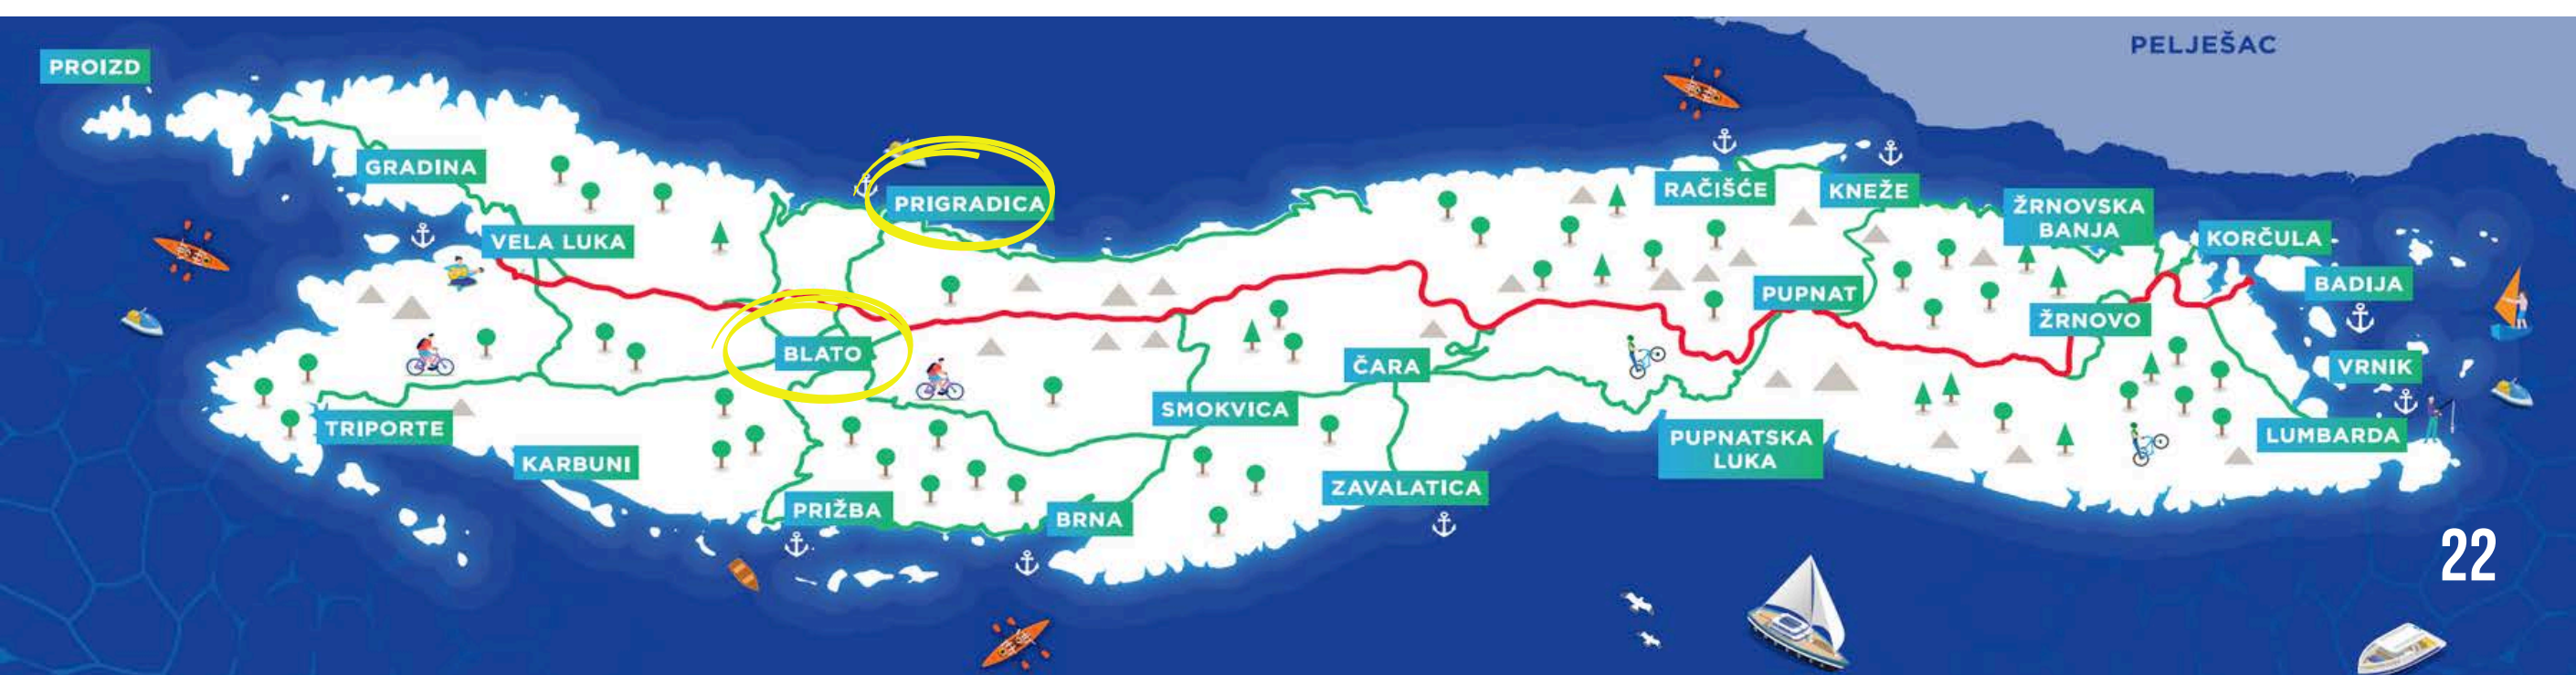 PROIZD
PELJEŠAC
GRADINA
VELA LUKA
PRIGRADICA
RAČIŠĆE
KNEŽE
ŽRNOVSKA
BANJA
KORČULA
BADIJA
PUPNAT
ŽRNOVO
BLATO
ČARA
VRNIK
SMOKVICA
TRIPORTE
KARBUNI
PUPNATSKA
LUKA
LUMBARDA
ZAVALATICA
PRIŽBA
BRNA
22